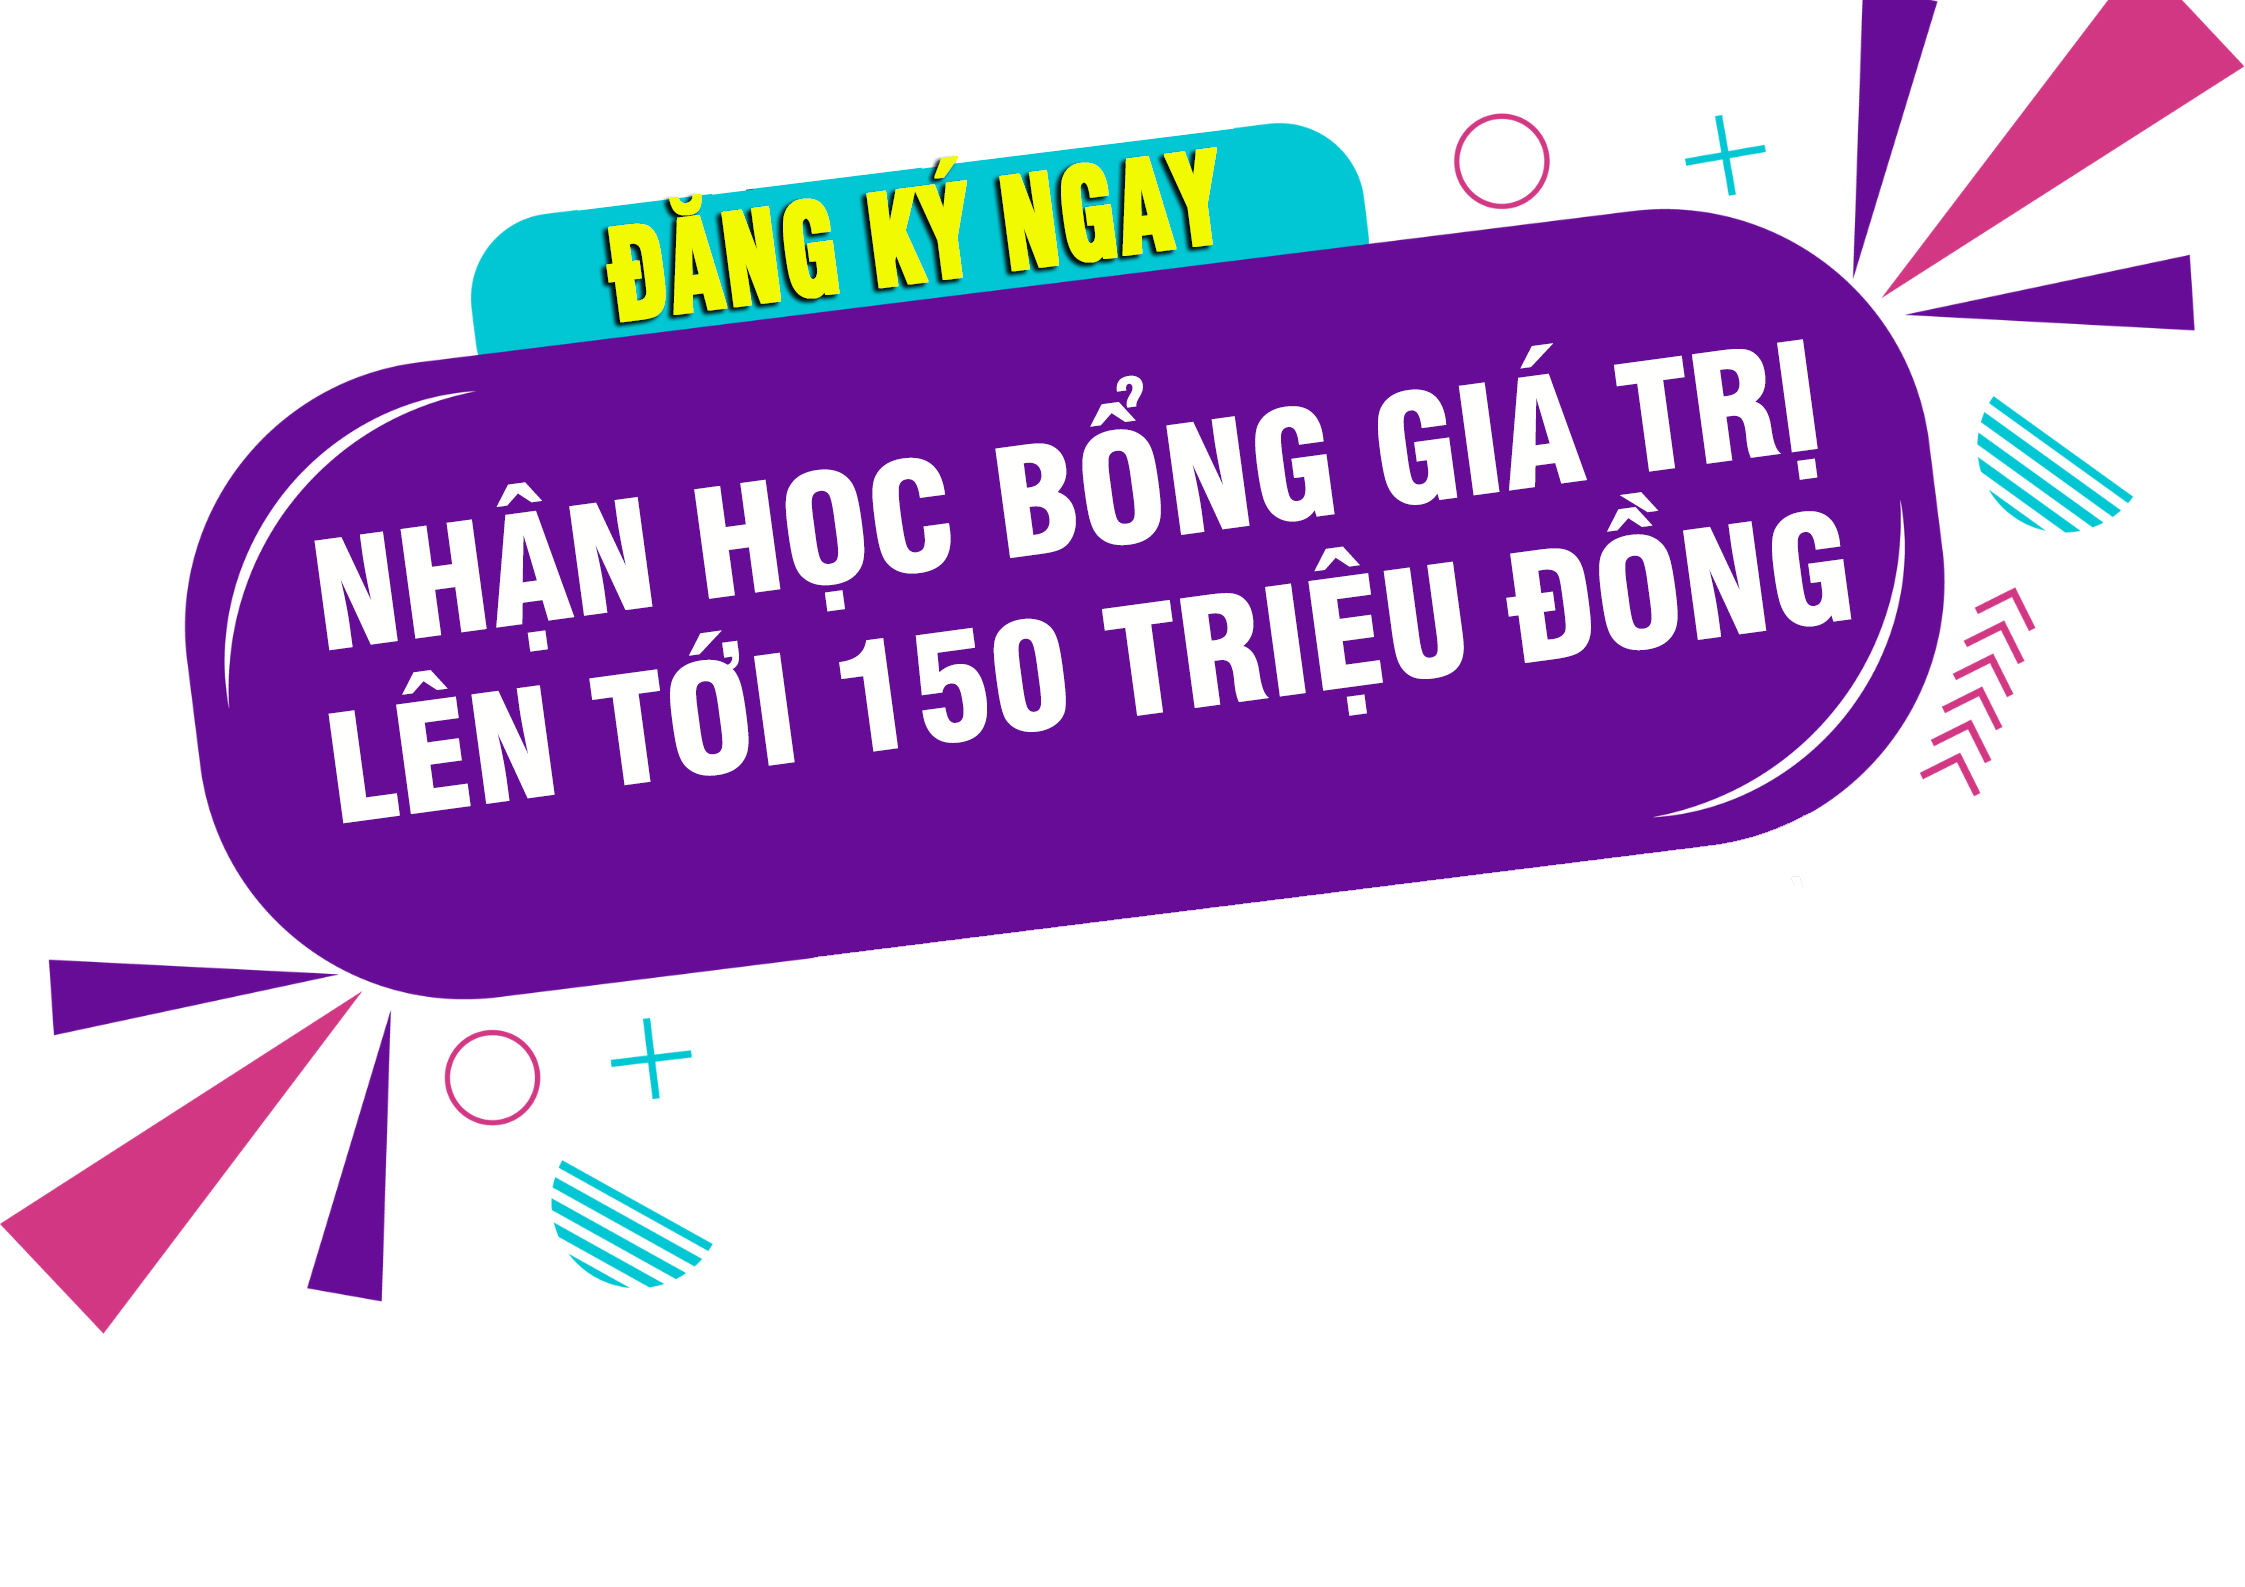 ĐĂNG KÝ NGAY
NHẬN HỌC BỔNG GIÁ TRỊ
LÊN TỚI 150 TRIỆU ĐỒNG